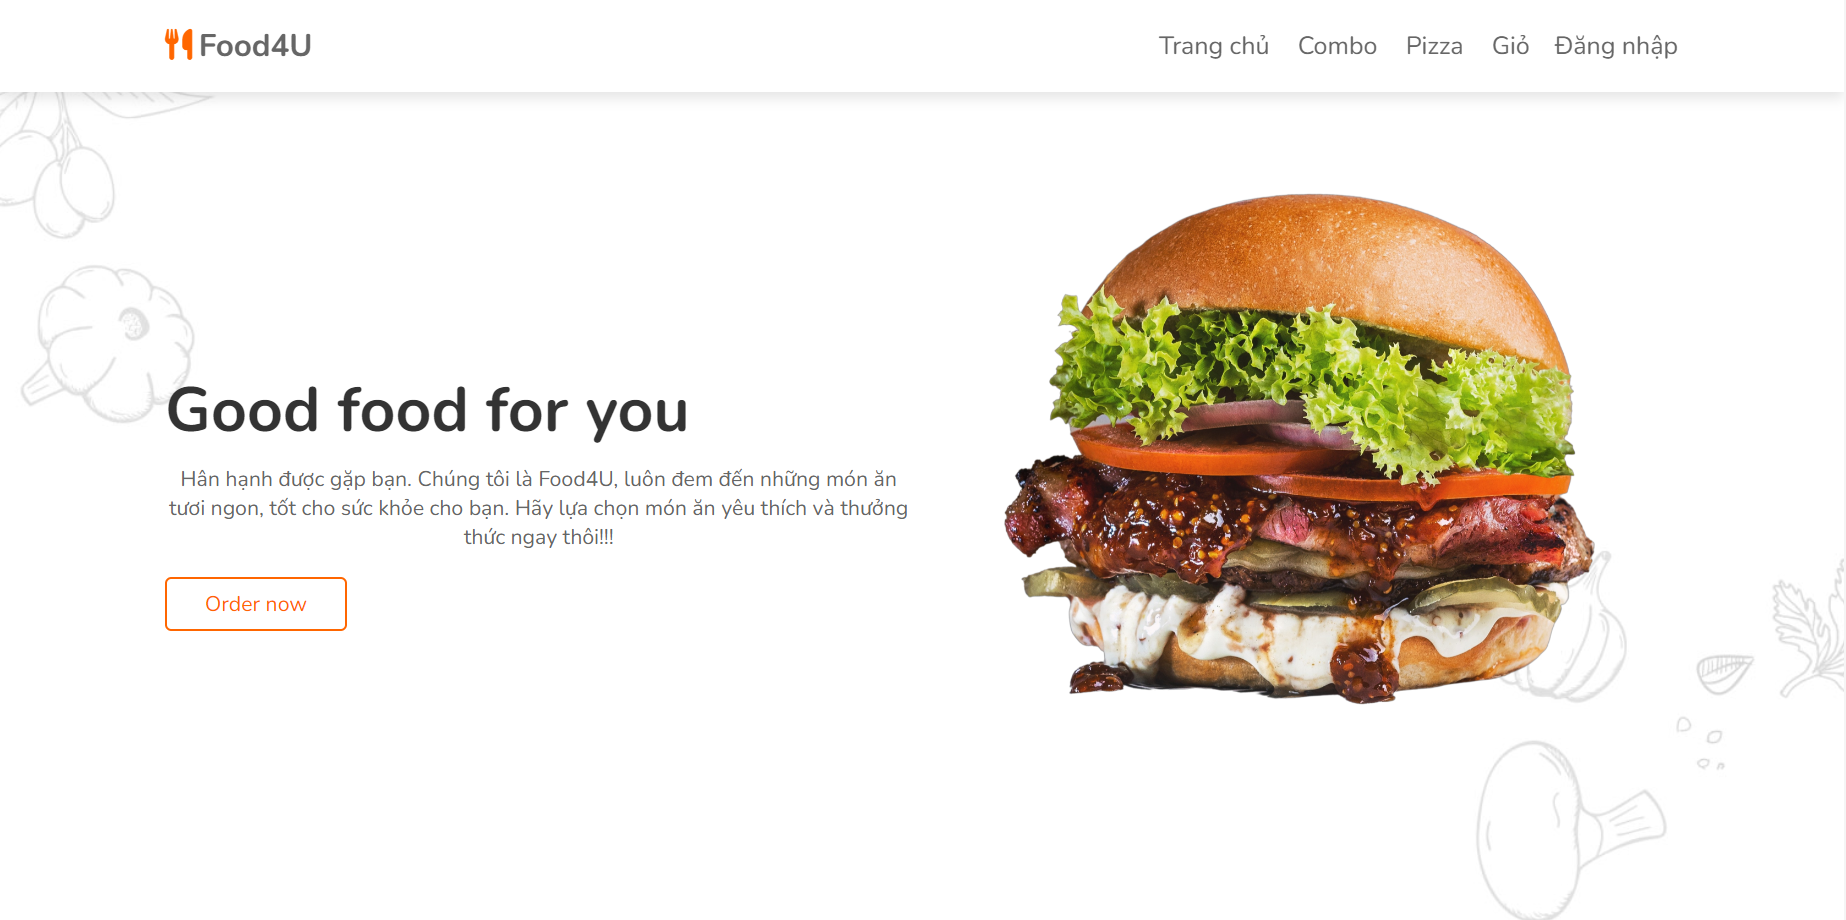 Food4U
Trang chủ Combo Pizza Giỏ Đăng nhập
Good food for you
Hân hạnh được gặp bạn. Chúng tôi là Food4U, luôn đem đến những món ăn
tươi ngon, tốt cho sức khỏe cho bạn. Hãy lựa chọn món ăn yêu thích và thưởng
thức ngay thôi!!!
Order now